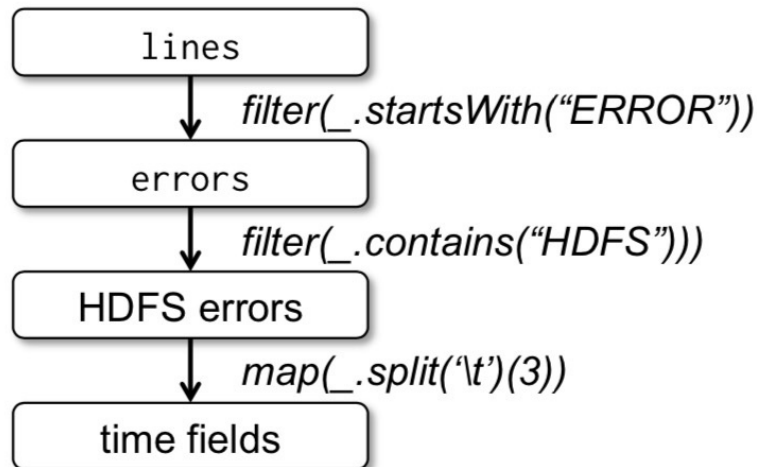 lines
filter(_.startsWith(“ERROR”))
errors
filter(_.contains(“HDFS”)))
HDFS errors
map(_.split(‘\t’)(3))
time fields